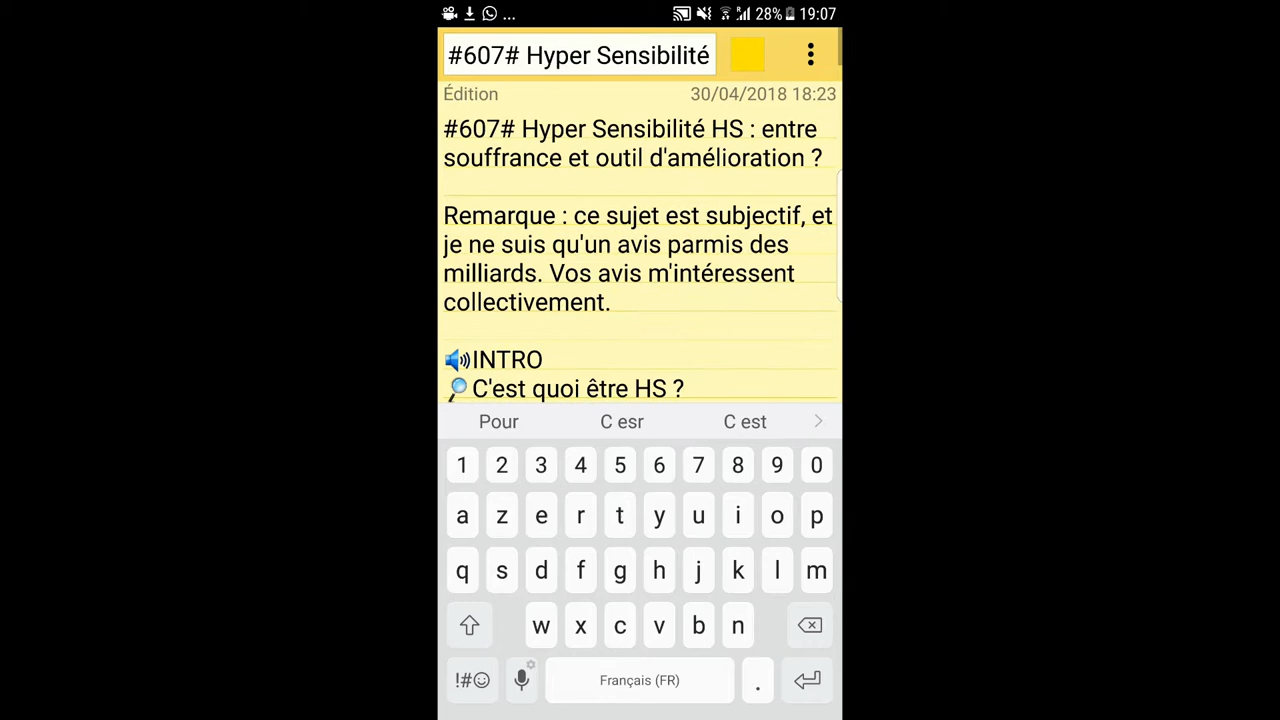 ... 28% 19:07
#607# Hyper Sensibilité
Édition 30/04/2018 18:23
#607# Hyper Sensibilité HS : entre
souffrance et outil d'amélioration ?
Remarque : ce sujet est subjectif, et
je ne suis qu'un avis parmis des
milliards. Vos avis m'intéressent
collectivement.
🔊INTRO
🔎C'est quoi être HS ?
Pour C esr C est
1 2 3 4 5 6 7 8 9 0
a z e r t y u i o p
q s d f g h j k l m
w x c v b n
!#☺ Français (FR) .